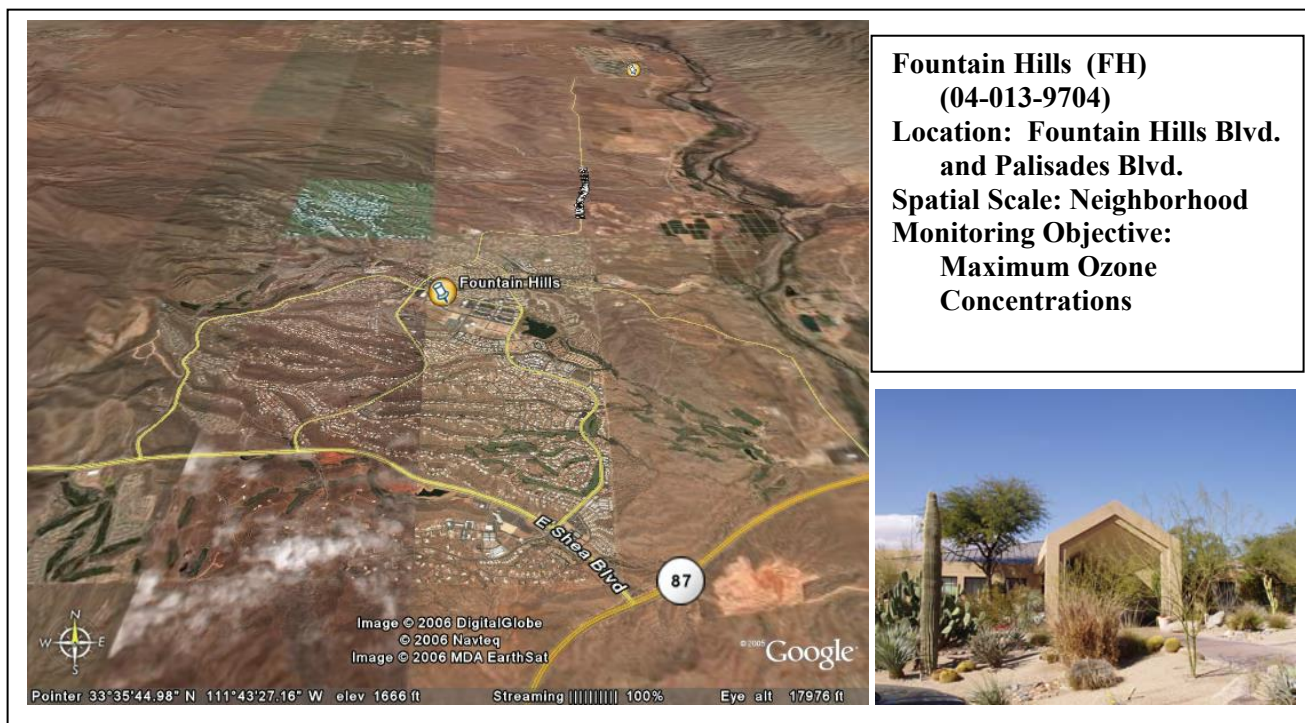 Fountain Hills (FH)
(04-013-9704)
Location: Fountain Hills Blvd.
and Palisades Blvd.
Spatial Scale: Neighborhood
Monitoring Objective:
Maximum Ozone
Concentrations
Fountain Hills
E Shea Blvd
87
N
W E
S
Image © 2006 DigitalGlobe
© 2006 Navteq
Image © 2006 MDA EarthSat
© 2005 Google
Pointer 33°35'44.98" N 111°43'27.16" W elev 1666 ft Streaming ||||||||| 100% Eye alt 17976 ft